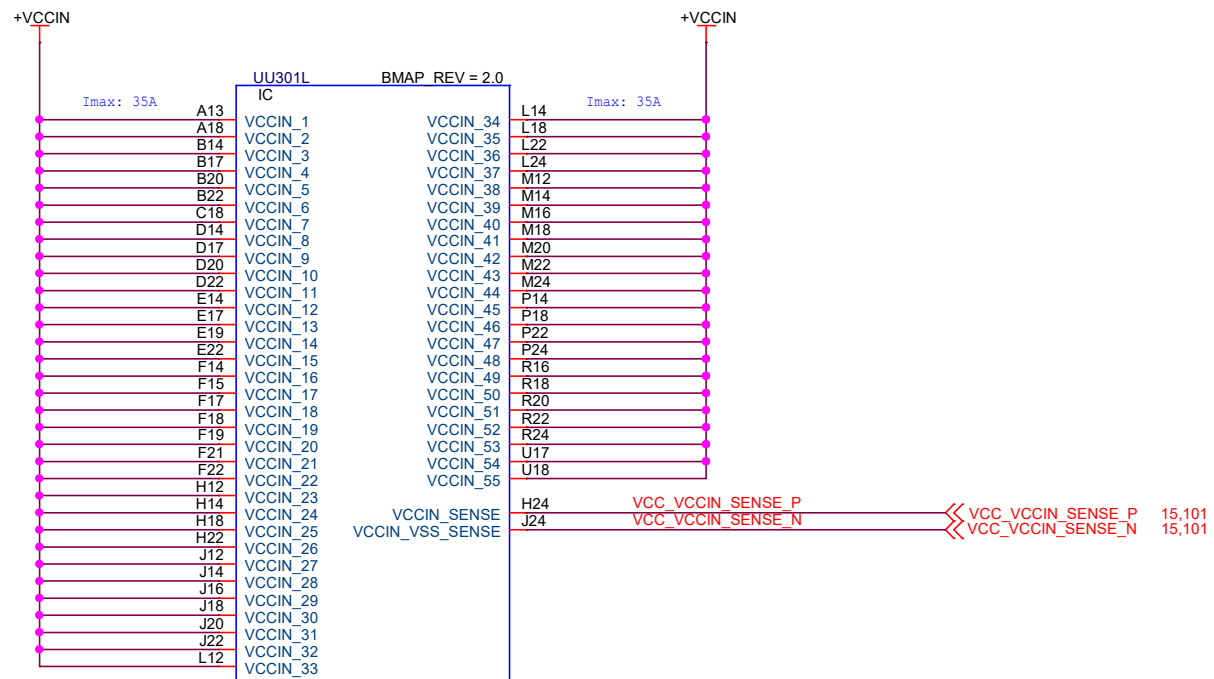 +VCCIN
+VCCIN
UU301L
BMAP_REV = 2.0
IC
Imax: 35A
Imax: 35A
A13 VCCIN_1
A18 VCCIN_2
B14 VCCIN_3
B17 VCCIN_4
B20 VCCIN_5
B22 VCCIN_6
C18 VCCIN_7
D14 VCCIN_8
D17 VCCIN_9
D20 VCCIN_10
D22 VCCIN_11
E14 VCCIN_12
E17 VCCIN_13
E19 VCCIN_14
E22 VCCIN_15
F14 VCCIN_16
F15 VCCIN_17
F17 VCCIN_18
F18 VCCIN_19
F19 VCCIN_20
F21 VCCIN_21
F22 VCCIN_22
H12 VCCIN_23
H14 VCCIN_24
H18 VCCIN_25
H22 VCCIN_26
J12 VCCIN_27
J14 VCCIN_28
J16 VCCIN_29
J18 VCCIN_30
J20 VCCIN_31
J22 VCCIN_32
L12 VCCIN_33
VCCIN_34 L14
VCCIN_35 L18
VCCIN_36 L22
VCCIN_37 L24
VCCIN_38 M12
VCCIN_39 M14
VCCIN_40 M16
VCCIN_41 M18
VCCIN_42 M20
VCCIN_43 M22
VCCIN_44 M24
VCCIN_45 P14
VCCIN_46 P18
VCCIN_47 P22
VCCIN_48 P24
VCCIN_49 R16
VCCIN_50 R18
VCCIN_51 R20
VCCIN_52 R22
VCCIN_53 R24
VCCIN_54 U17
VCCIN_55 U18
VCCIN_SENSE H24 VCC_VCCIN_SENSE_P VCC_VCCIN_SENSE_P 15,101
VCCIN_VSS_SENSE J24 VCC_VCCIN_SENSE_N VCC_VCCIN_SENSE_N 15,101